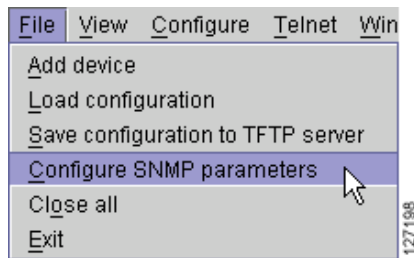 File View Configure Telnet Win
Add device
Load configuration
Save configuration to TFTP server
Configure SNMP parameters
Close all
Exit
127198